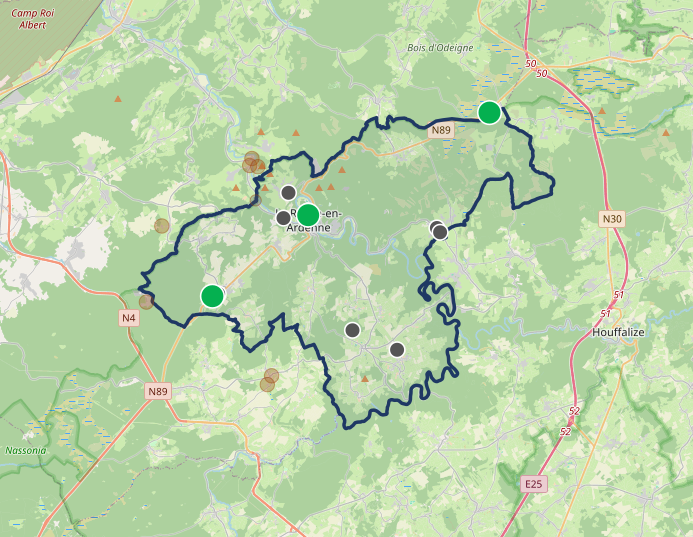 Camp Roi
Albert
Bois d'Odeigne
50
50
N89
N30
Ardenne
51
51
Houffalize
N4
N89
52
52
Nassonia
E25